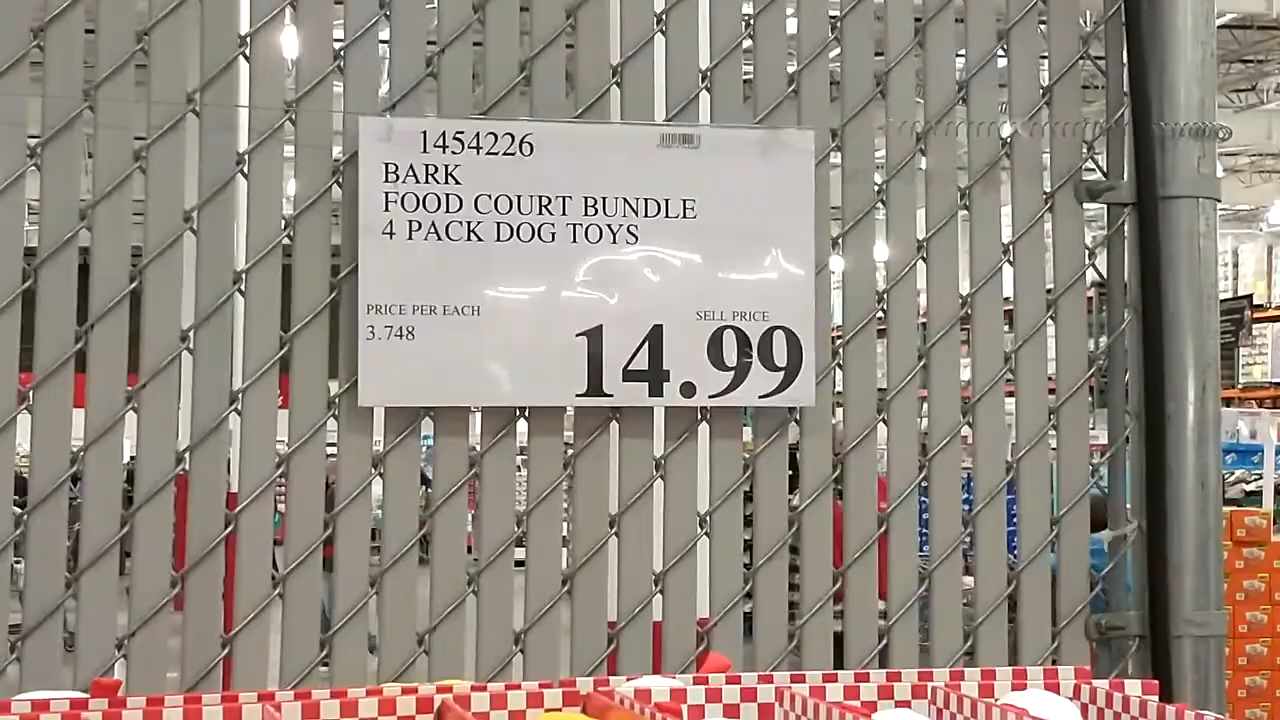 1454226
BARK
FOOD COURT BUNDLE
4 PACK DOG TOYS
PRICE PER EACH
3.748
SELL PRICE
14.99